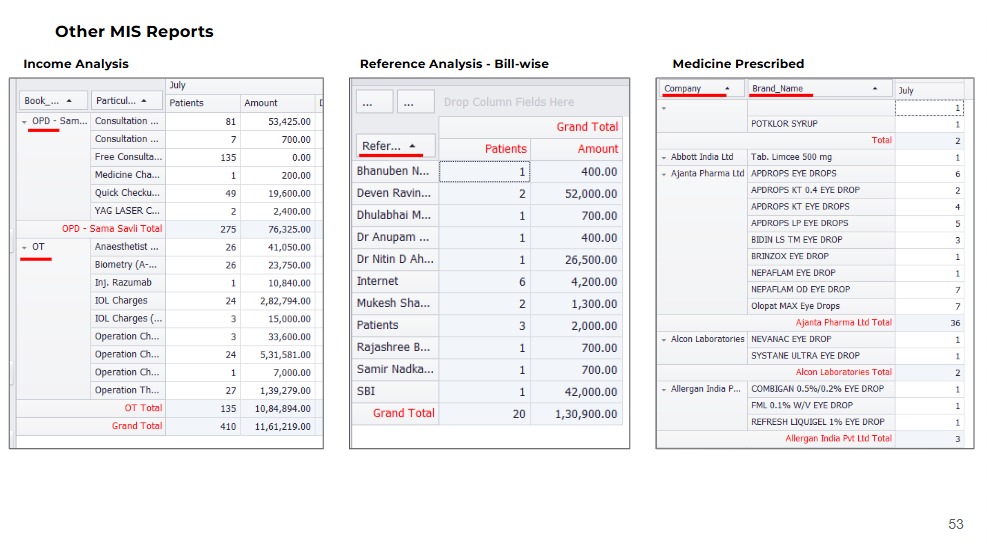 Other MIS Reports
Income Analysis
July
Book_... Particul... Patients Amount
OPD - Sam... Consultation ... 81 53,425.00
Consultation ... 7 700.00
Free Consulta... 135 0.00
Medicine Cha... 1 200.00
Quick Checku... 49 19,600.00
YAG LASER C... 2 2,400.00
OPD - Sama Savli Total 275 76,325.00
OT Anaesthetist ... 26 41,050.00
Biometry (A-... 26 23,750.00
Inj. Razumab 1 10,840.00
IOL Charges 24 2,82,794.00
IOL Charges (... 3 15,000.00
Operation Ch... 3 33,600.00
Operation Ch... 24 5,31,581.00
Operation Ch... 1 7,000.00
Operation Th... 27 1,39,279.00
OT Total 135 10,84,894.00
Grand Total 410 11,61,219.00
Reference Analysis - Bill-wise
... ... Drop Column Fields Here
Grand Total
Refer... Patients Amount
Bhanuben N... 1 400.00
Deven Ravin... 2 52,000.00
Dhulabhai M... 1 700.00
Dr Anupam ... 1 400.00
Dr Nitin D Ah... 1 26,500.00
Internet 6 4,200.00
Mukesh Sha... 2 1,300.00
Patients 3 2,000.00
Rajashree B... 1 700.00
Samir Nadka... 1 700.00
SBI 1 42,000.00
Grand Total 20 1,30,900.00
Medicine Prescribed
Company Brand_Name July
1
POTKLOR SYRUP 1
Total 2
Abbott India Ltd Tab. Limcee 500 mg 1
Ajanta Pharma Ltd APDROPS EYE DROPS 6
APDROPS KT 0.4 EYE DROP 2
APDROPS KT EYE DROPS 4
APDROPS LP EYE DROPS 5
BIDIN LS TM EYE DROP 3
BRINZOX EYE DROP 1
NEPAFLAM EYE DROP 1
NEPAFLAM OD EYE DROP 7
Olopat MAX Eye Drops 7
Ajanta Pharma Ltd Total 36
Alcon Laboratories NEVANAC EYE DROP 1
SYSTANE ULTRA EYE DROP 1
Alcon Laboratories Total 2
Allergan India P... COMBIGAN 0.5%/0.2% EYE DROP 1
FML 0.1% W/V EYE DROP 1
REFRESH LIQUIGEL 1% EYE DROP 1
Allergan India Pvt Ltd Total 3
53